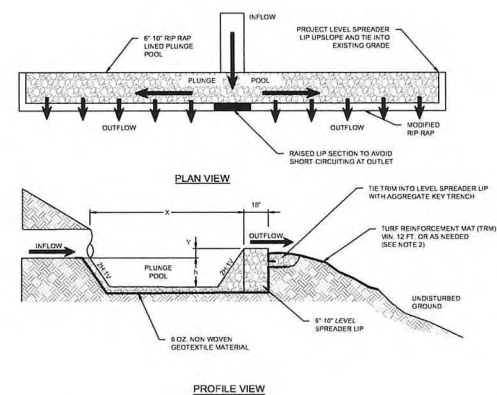 INFLOW
6"-10" RIP RAP
LINED PLUNGE
POOL
PROJECT LEVEL SPREADER
LIP UPSLOPE AND TIE INTO
EXISTING GRADE
PLUNGE POOL
OUTFLOW
OUTFLOW
MODIFIED
RIP-RAP
RAISED LIP SECTION TO AVOID
SHORT CIRCUITING AT OUTLET
PLAN VIEW
X
18"
TIE TRIM INTO LEVEL SPREADER LIP
WITH AGGREGATE KEY TRENCH
OUTFLOW
TURF REINFORCEMENT MAT (TRM)
MIN. 12 FT. OR AS NEEDED
(SEE NOTE 2)
INFLOW
Y
2H:1V
PLUNGE
POOL
h
2H:1V
UNDISTURBED
GROUND
6"-10" LEVEL
SPREADER LIP
6 OZ. NON WOVEN
GEOTEXTILE MATERIAL
PROFILE VIEW